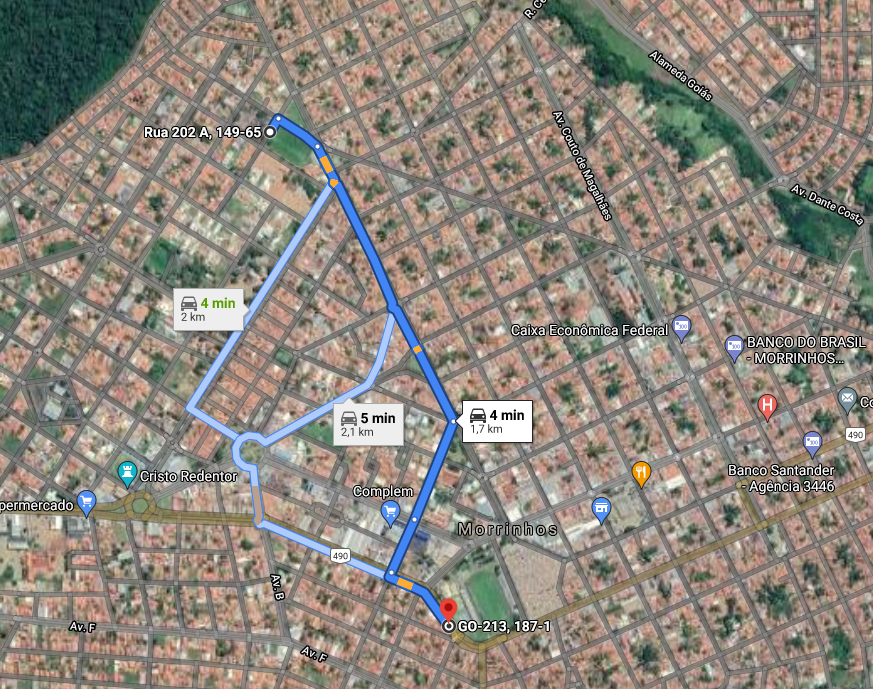 R. Co
Alameda Goiás
Rua 202 A, 149-65
Av. Couto de Magalhães
Av. Dante Costa
4 min
2 km
Caixa Econômica Federal
BANCO DO BRASIL
- MORRINHOS...
5 min
2,1 km
4 min
1,7 km
H
Co
490
Cristo Redentor
Banco Santander
- Agência 3446
Complem
permercado
Morrinhos
490
Av. B
GO-213, 187-1
Av. F
Av. F